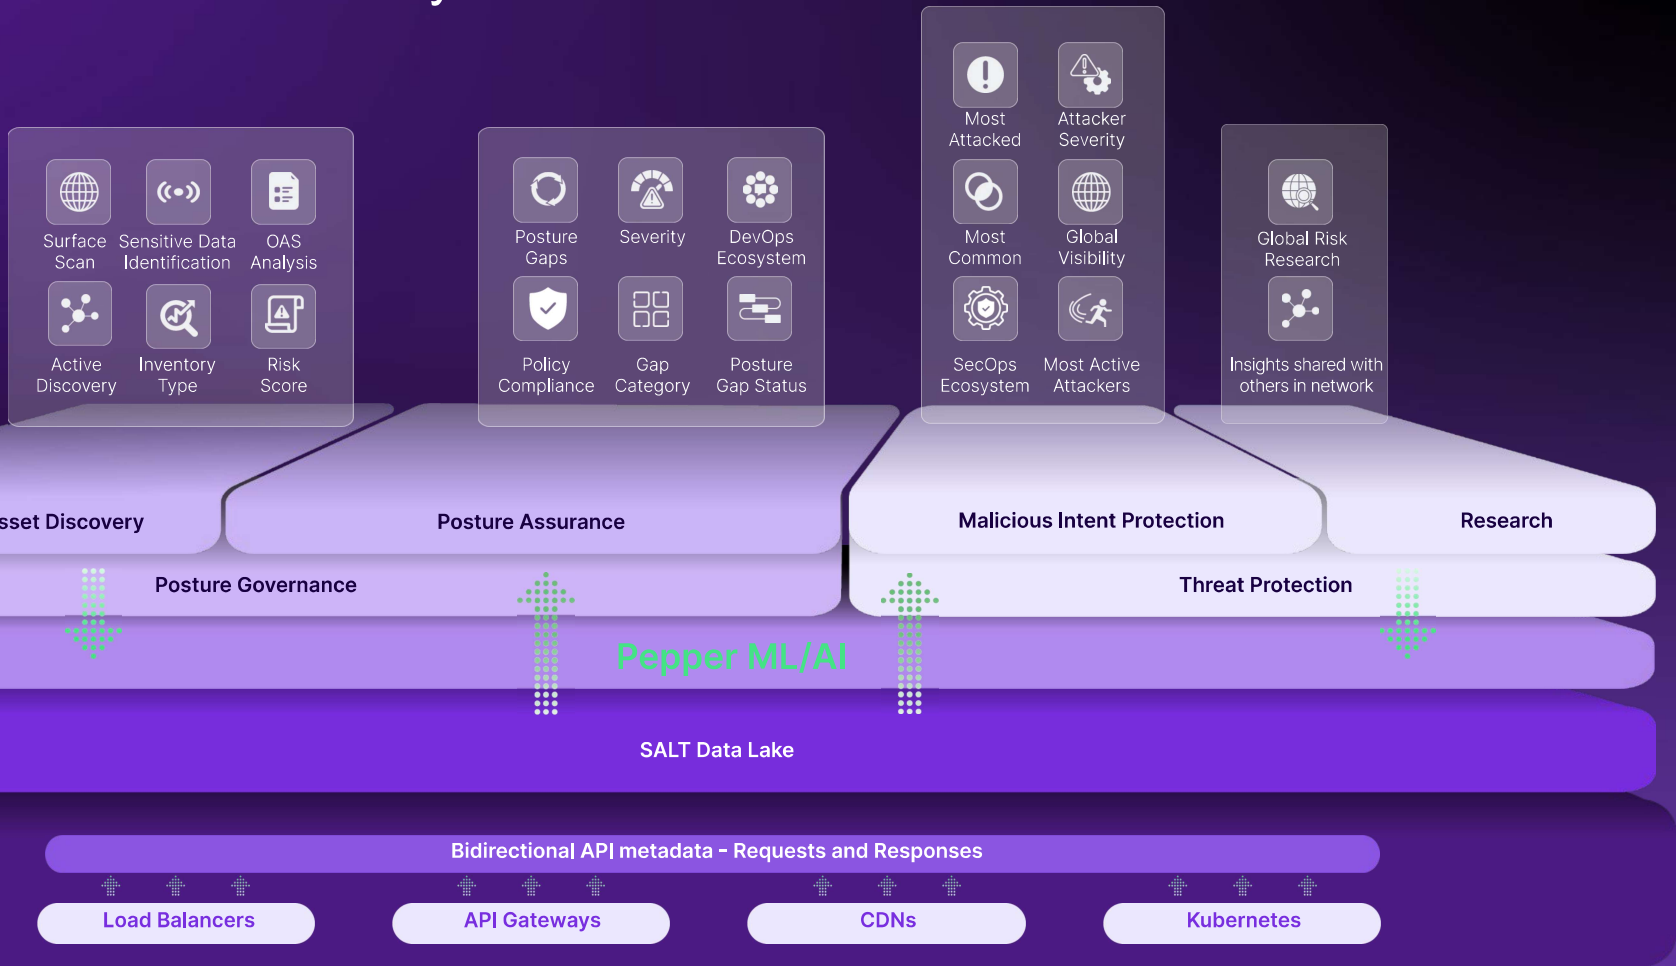 Most
Attacked
Attacker
Severity
Most
Common
Global
Visibility
SecOps
Ecosystem
Most Active
Attackers
Surface
Scan
Sensitive Data
Identification
OAS
Analysis
Active
Discovery
Inventory
Type
Risk
Score
Posture
Gaps
Severity
DevOps
Ecosystem
Policy
Compliance
Gap
Category
Posture
Gap Status
Global Risk
Research
Insights shared with
others in network
sset Discovery
Posture Assurance
Malicious Intent Protection
Research
Posture Governance
Threat Protection
Pepper ML/AI
SALT Data Lake
Bidirectional API metadata - Requests and Responses
Load Balancers
API Gateways
CDNs
Kubernetes